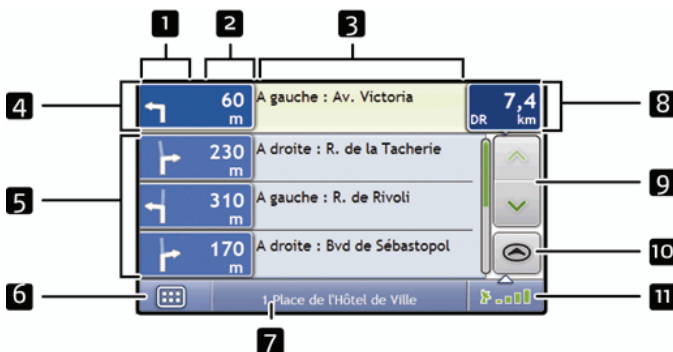 1 2 3
4 60 m A gauche : Av. Victoria 7,4 DR km 8
230 m A droite : R. de la Tacherie
5 310 m A gauche : R. de Rivoli 9
170 m A droite : Bvd de Sébastopol 10
6 1 Place de l'Hôtel de Ville 11
7